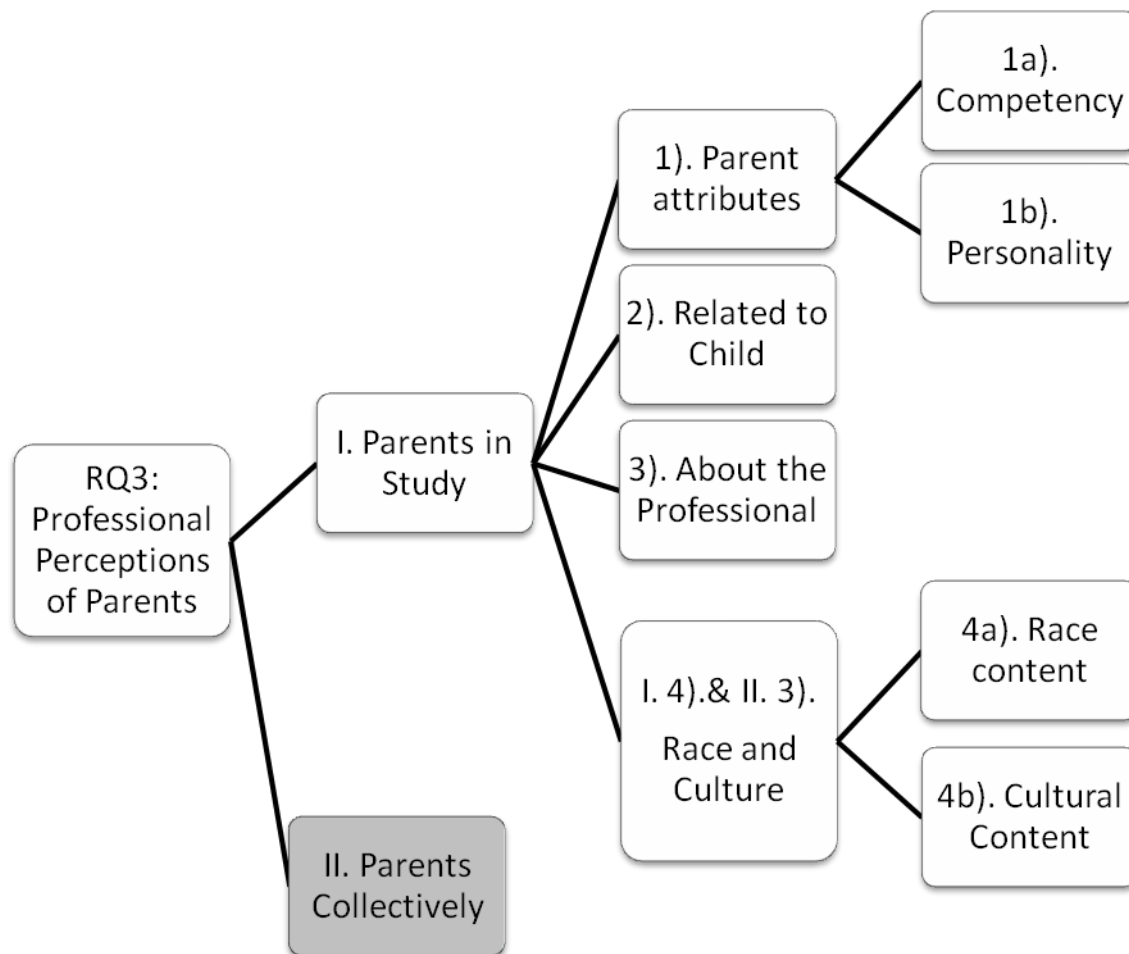 RQ3:
Professional
Perceptions
of Parents
I. Parents in
Study
II. Parents
Collectively
1). Parent
attributes
2). Related to
Child
3). About the
Professional
I. 4).& II. 3).
Race and
Culture
1a).
Competency
1b).
Personality
4a). Race
content
4b). Cultural
Content